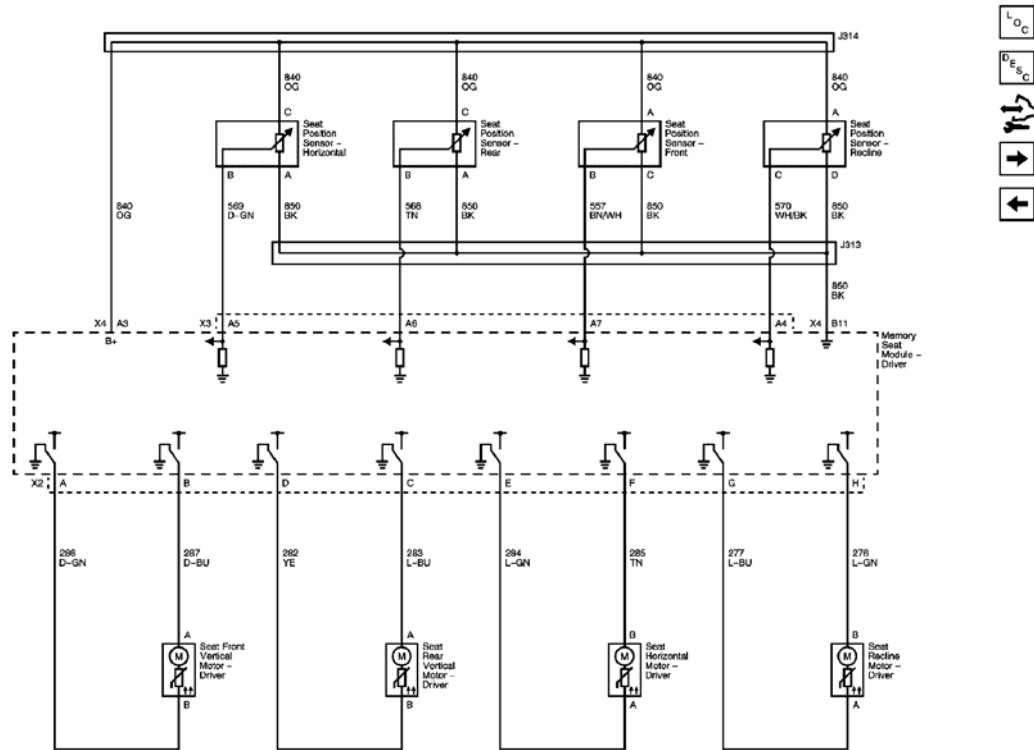 J314
L O C
D E S C
840 OG
840 OG
840 OG
840 OG
C
C
A
A
Seat
Position
Sensor –
Horizontal
Seat
Position
Sensor –
Rear
Seat
Position
Sensor –
Front
Seat
Position
Sensor –
Recline
B
A
B
A
B
C
C
D
840
OG
569
D-GN
850
BK
568
TN
850
BK
557
BN/WH
850
BK
570
WH/BK
850
BK
J313
850
BK
X4 A3
X3 A5
A6
A7
A4
X4 B11
B+
Memory
Seat
Module –
Driver
X2 A
B
D
C
E
F
G
H
286
D-GN
287
D-BU
282
YE
283
L-BU
284
L-GN
285
TN
277
L-BU
276
L-GN
A
A
B
B
M
Seat Front
Vertical
Motor –
Driver
M
Seat
Rear
Vertical
Motor –
Driver
M
Seat
Horizontal
Motor –
Driver
M
Seat
Recline
Motor –
Driver
B
B
A
A